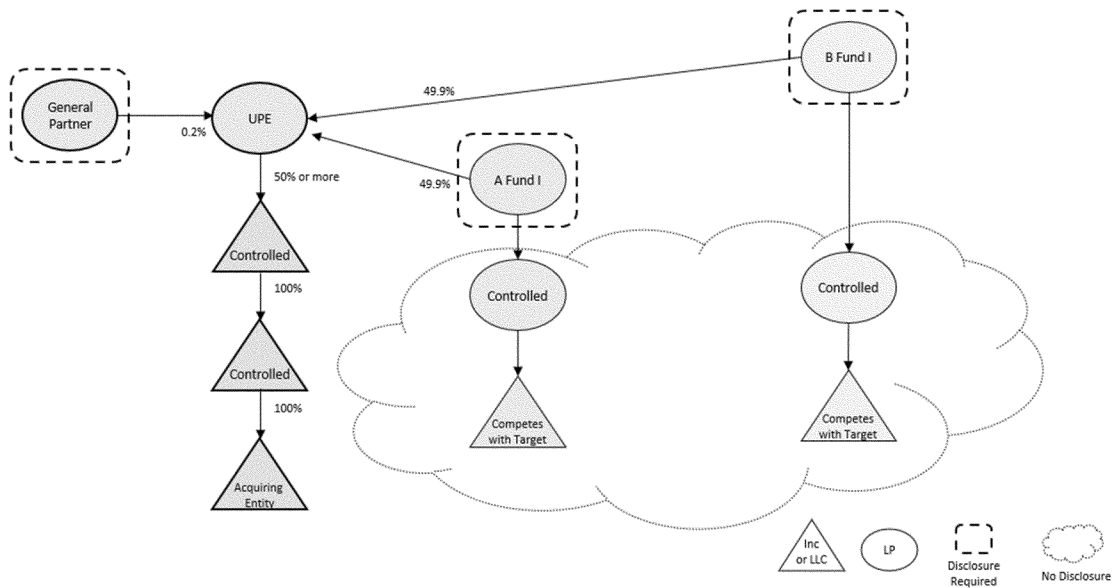 B Fund I
49.9%
General
Partner
0.2%
UPE
A Fund I
49.9%
50% or more
Controlled
100%
Controlled
100%
Acquiring
Entity
Controlled
Competes
with Target
Controlled
Competes
with Target
Inc
or LLC
LP
Disclosure
Required
No Disclosure